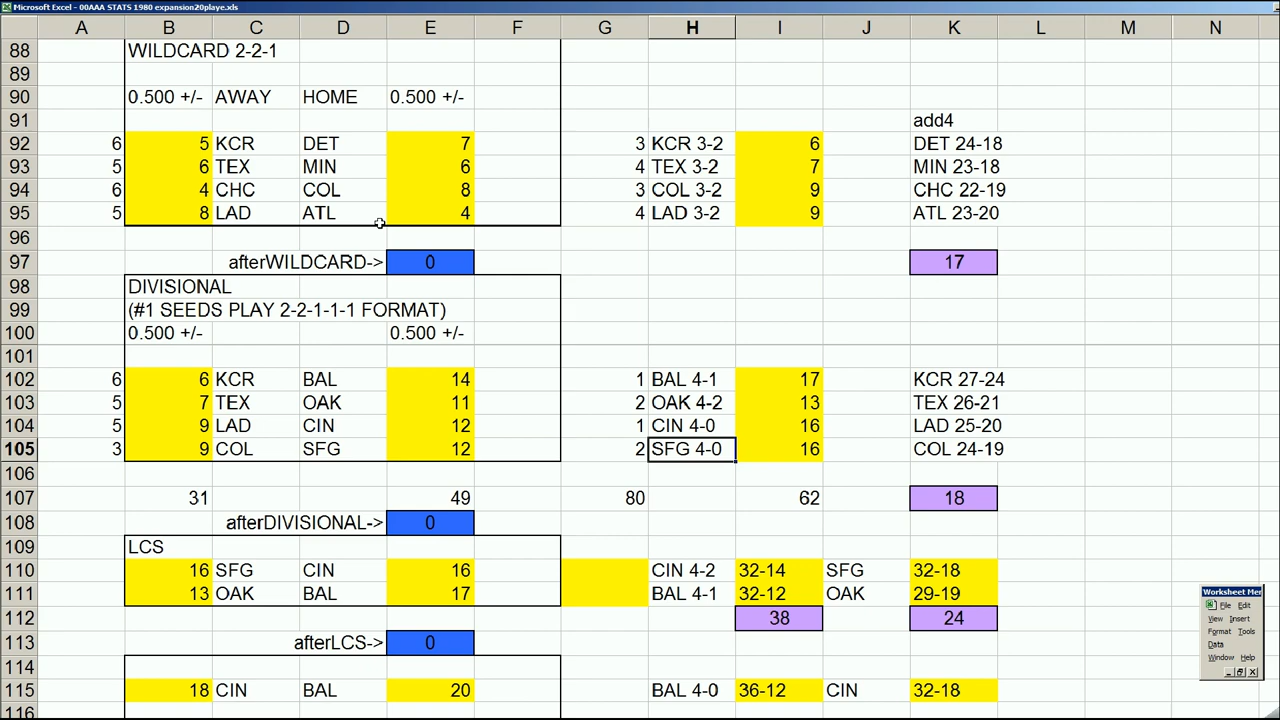 Microsoft Excel - 00AAA STATS 1980 expansion20playe.xls
A B C D E F G H I J K L M N
88 WILDCARD 2-2-1
89
90 0.500 +/- AWAY HOME 0.500 +/-
91 add4
92 6 5 KCR DET 7 3 KCR 3-2 6 DET 24-18
93 5 6 TEX MIN 6 4 TEX 3-2 7 MIN 23-18
94 6 4 CHC COL 8 3 COL 3-2 9 CHC 22-19
95 5 8 LAD ATL 4 4 LAD 3-2 9 ATL 23-20
96
97 afterWILDCARD-> 0 17
98 DIVISIONAL
99 (#1 SEEDS PLAY 2-2-1-1-1 FORMAT)
100 0.500 +/- 0.500 +/-
101
102 6 6 KCR BAL 14 1 BAL 4-1 17 KCR 27-24
103 5 7 TEX OAK 11 2 OAK 4-2 13 TEX 26-21
104 5 9 LAD CIN 12 1 CIN 4-0 16 LAD 25-20
105 3 9 COL SFG 12 2 SFG 4-0 16 COL 24-19
106
107 31 49 80 62 18
108 afterDIVISIONAL-> 0
109 LCS
110 16 SFG CIN 16 CIN 4-2 32-14 SFG 32-18
111 13 OAK BAL 17 BAL 4-1 32-12 OAK 29-19
112 38 24
113 afterLCS-> 0
114
115 18 CIN BAL 20 BAL 4-0 36-12 CIN 32-18
116
Worksheet Mer
File Edit
View Insert
Format Tools
Data
Window Help